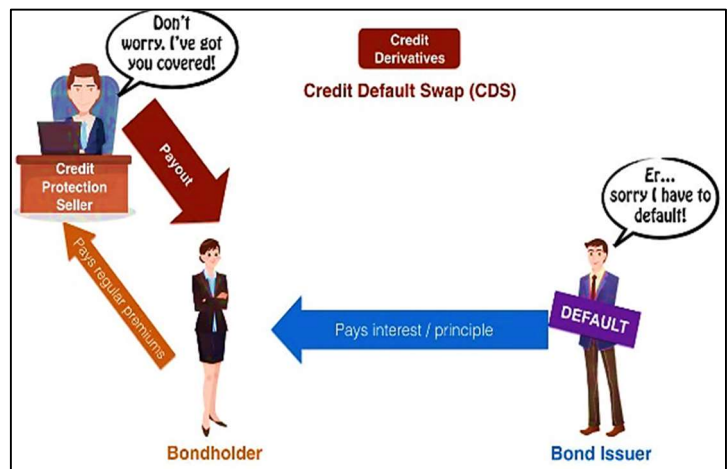 Don't
worry. I've got
you covered!
Credit
Derivatives
Credit Default Swap (CDS)
Credit
Protection
Seller
Payout
Er...
sorry I have to
default!
Pays regular premiums
Pays interest / principle
DEFAULT
Bondholder
Bond Issuer